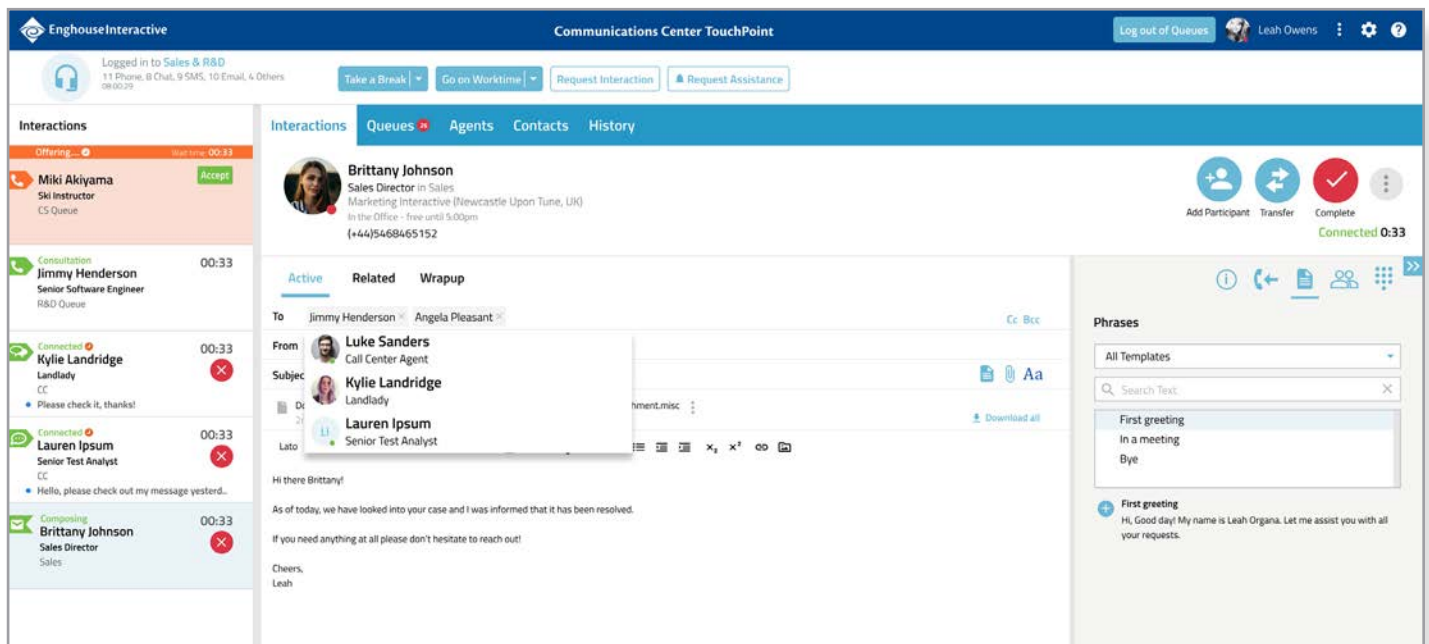 EnghouseInteractive
Communications Center TouchPoint
Log out of Queues
Leah Owens
Logged in to Sales & R&D
11 Phone, 8 Chat, 9 SMS, 10 Email, 4 Others
08:00:29
Take a Break
Go on Worktime
Request Interaction
Request Assistance
Interactions
Offering...
Wait time: 00:33
Miki Akiyama
Accept
Ski Instructor
CS Queue
Consultation
00:33
Jimmy Henderson
Senior Software Engineer
R&D Queue
Connected
00:33
Kylie Landridge
Landlady
CC
Please check it, thanks!
Connected
00:33
Lauren Ipsum
Senior Test Analyst
CC
Hello, please check out my message yesterd..
Composing
00:33
Brittany Johnson
Sales Director
Sales
Interactions Queues Agents Contacts History
Brittany Johnson
Sales Director in Sales
Marketing Interactive (Newcastle Upon Tune, UK)
In the Office - free until 5:00pm
(+44)5468465152
Add Participant
Transfer
Complete
Connected 0:33
Active Related Wrapup
To Jimmy Henderson × Angela Pleasant ×
Cc Bcc
From
Luke Sanders
Call Center Agent
Subjec
Aa
Kylie Landridge
Landlady
hment.misc
Download all
LI
Lauren Ipsum
Senior Test Analyst
Lato
x₂ x²
Hi there Brittany!
As of today, we have looked into your case and I was informed that it has been resolved.
If you need anything at all please don't hesitate to reach out!
Cheers,
Leah
Phrases
All Templates
Search Text
First greeting
In a meeting
Bye
First greeting
Hi, Good day! My name is Leah Organa. Let me assist you with all
your requests.